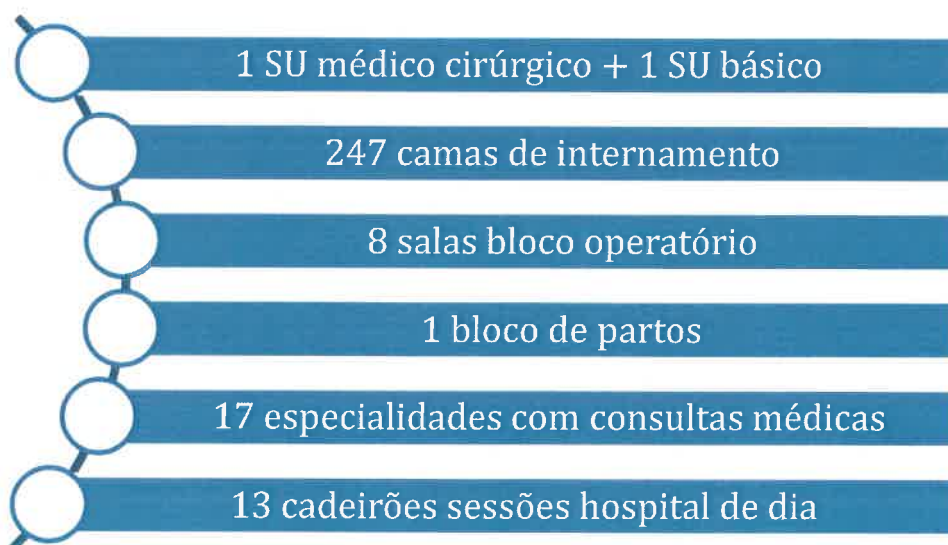 1 SU médico cirúrgico + 1 SU básico
247 camas de internamento
8 salas bloco operatório
1 bloco de partos
17 especialidades com consultas médicas
13 cadeirões sessões hospital de dia